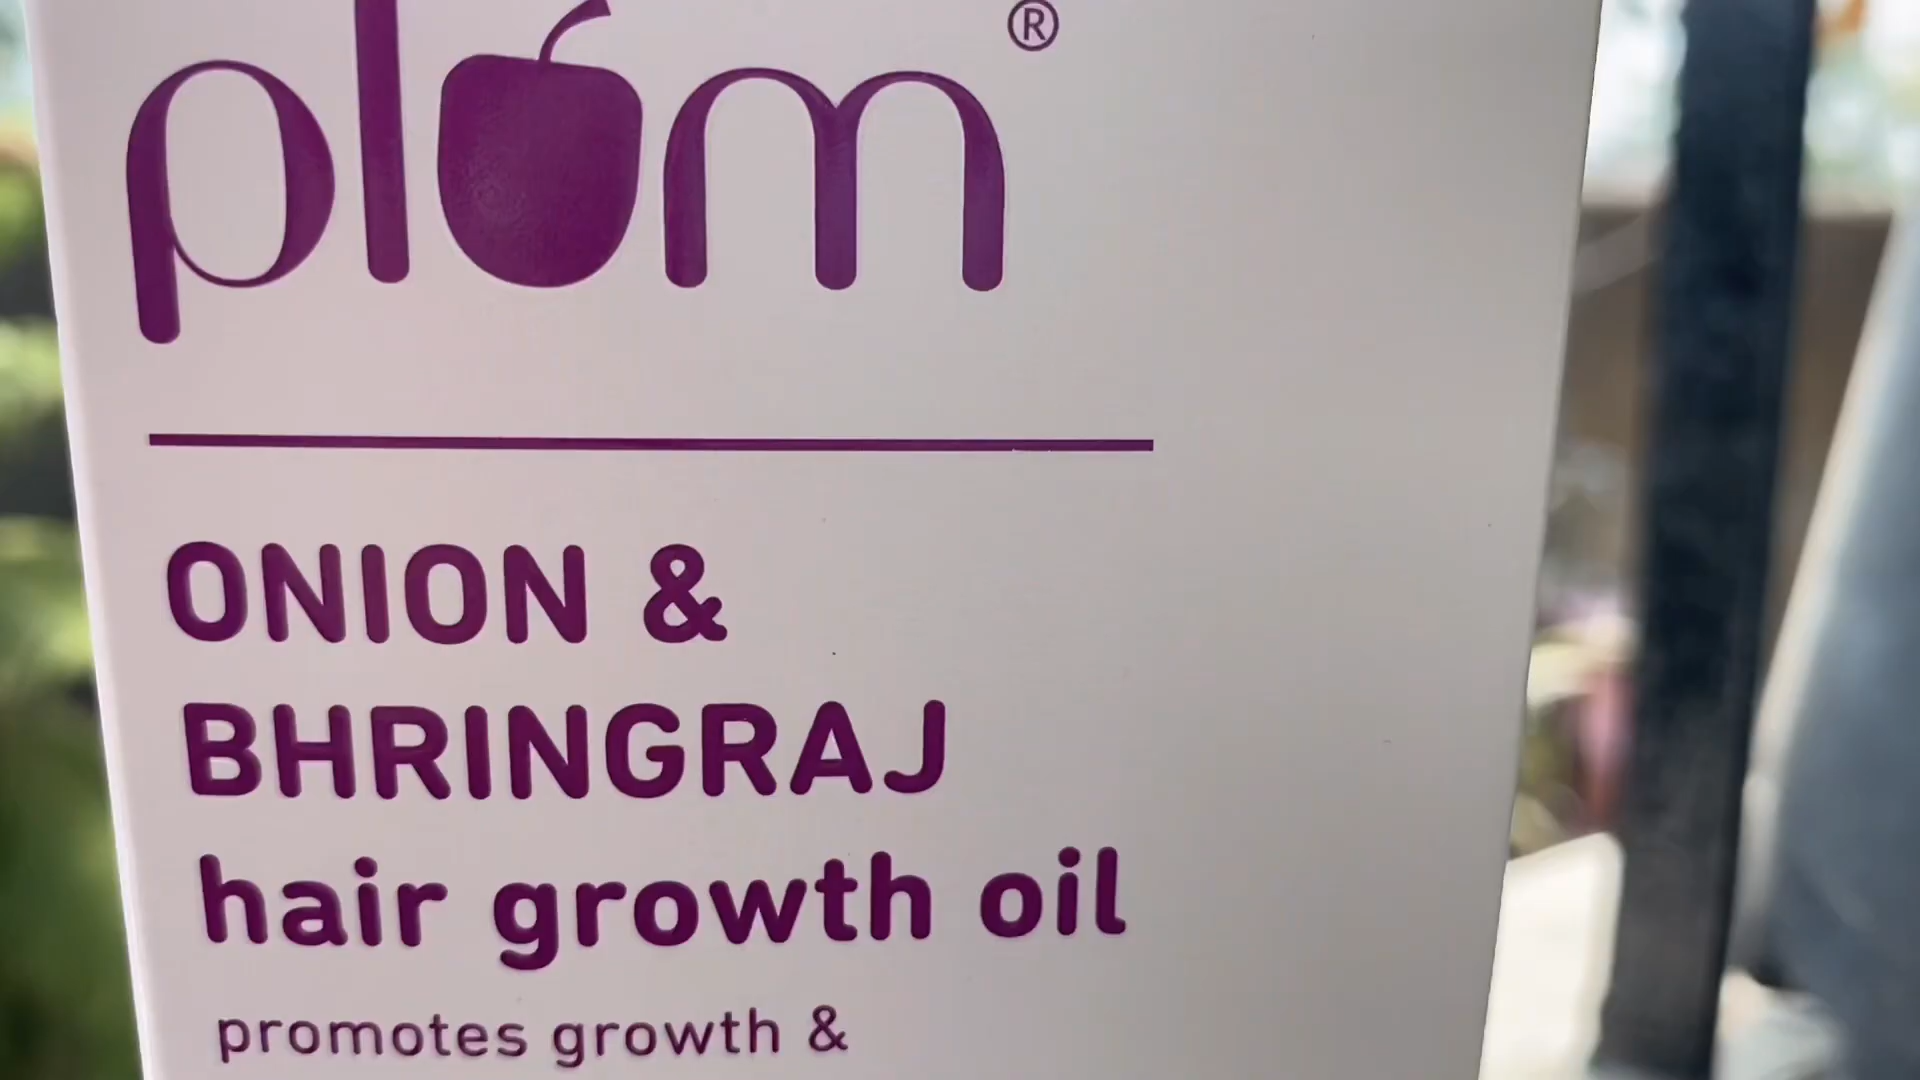 plum®
ONION &
BHRINGRAJ
hair growth oil
promotes growth &